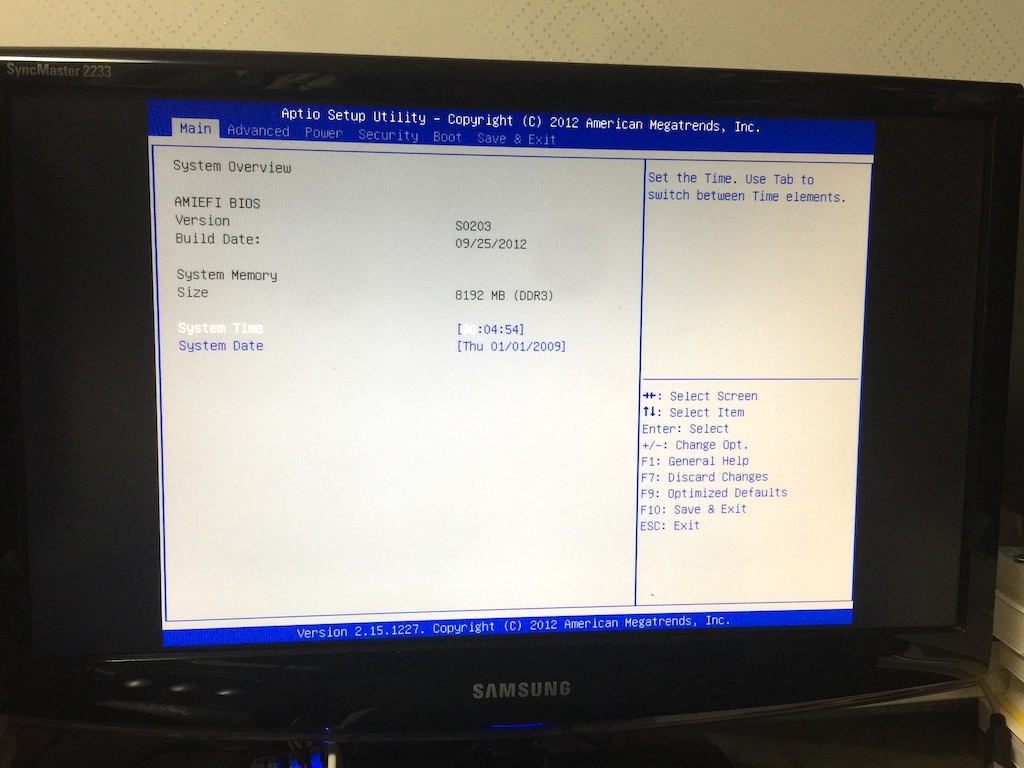 SyncMaster 2233
Aptio Setup Utility - Copyright (C) 2012 American Megatrends, Inc.
Main Advanced Power Security Boot Save & Exit
System Overview
AMIEFI BIOS
Version S0203
Build Date: 09/25/2012
System Memory
Size 8192 MB (DDR3)
System Time [00:04:54]
System Date [Thu 01/01/2009]
Set the Time. Use Tab to
switch between Time elements.
→←: Select Screen
↑↓: Select Item
Enter: Select
+/-: Change Opt.
F1: General Help
F7: Discard Changes
F9: Optimized Defaults
F10: Save & Exit
ESC: Exit
Version 2.15.1227. Copyright (C) 2012 American Megatrends, Inc.
SAMSUNG